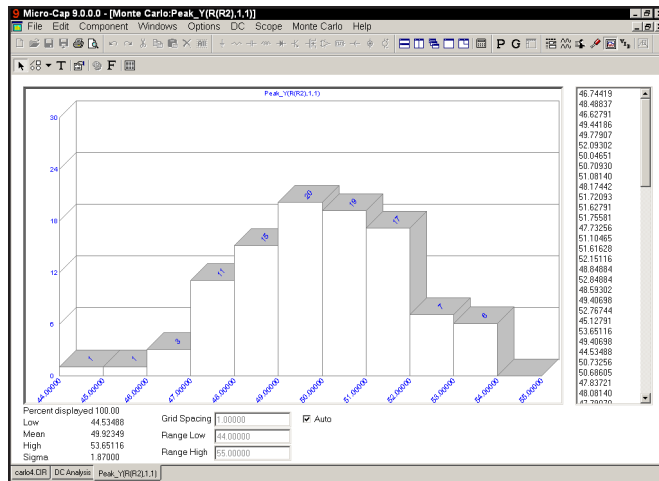 9 Micro-Cap 9.0.0.0 - [Monte Carlo:Peak_Y(R(R2),1,1)]
File Edit Component Windows Options DC Scope Monte Carlo Help
P G
T F
Peak_Y(R(R2),1,1)
30
24
18
12
6
0
1 1 3 11 15 20 19 17 7 6
44.00000 45.00000 46.00000 47.00000 48.00000 49.00000 50.00000 51.00000 52.00000 53.00000 54.00000 55.00000
46.74419
48.48837
46.62791
49.44186
49.77907
52.09302
50.04651
50.70930
51.08140
48.17442
51.72093
51.62791
51.75581
47.73256
51.10465
51.61628
52.15116
48.84884
52.84884
48.59302
49.40698
52.76744
45.12791
53.65116
49.40698
44.53488
50.73256
50.68605
47.83721
48.08140
47.79070
Percent displayed 100.00
Low 44.53488
Mean 49.92349
High 53.65116
Sigma 1.87000
Grid Spacing 1.00000
Range Low 44.00000
Range High 55.00000
Auto
carlo4.CIR DC Analysis Peak_Y(R(R2),1,1)